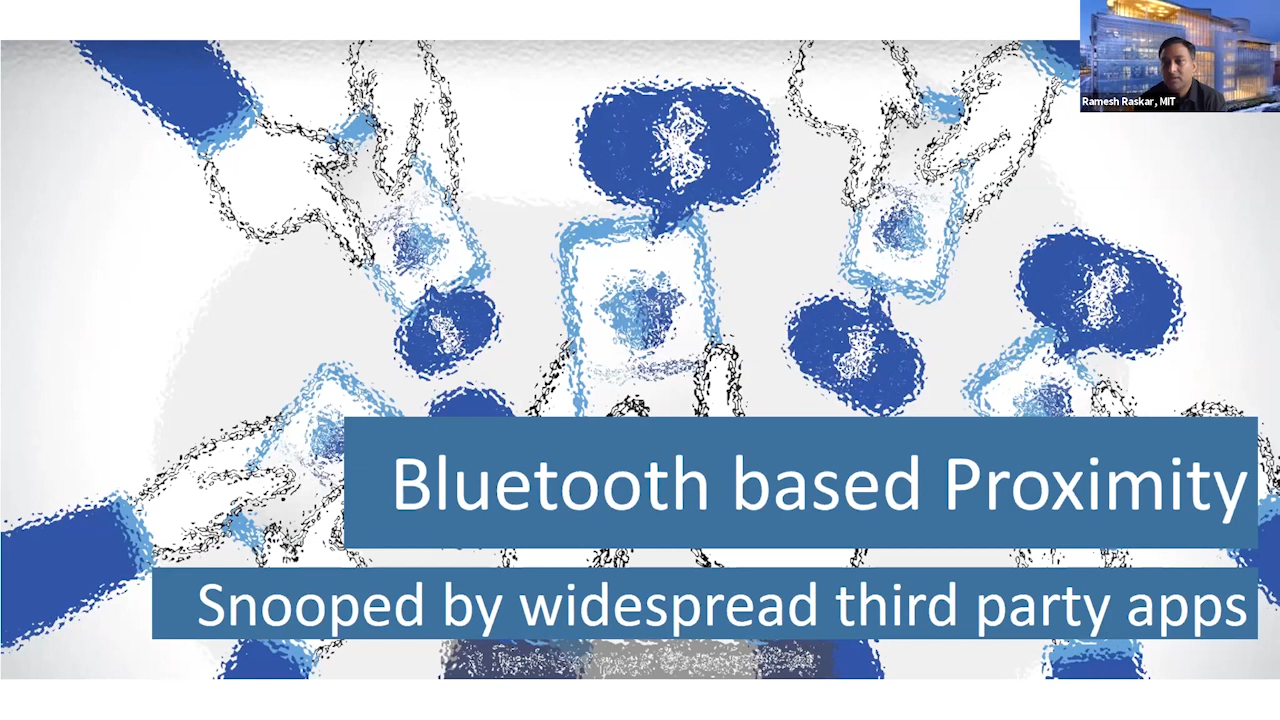 Ramesh Raskar, MIT
Bluetooth based Proximity
Snooped by widespread third party apps